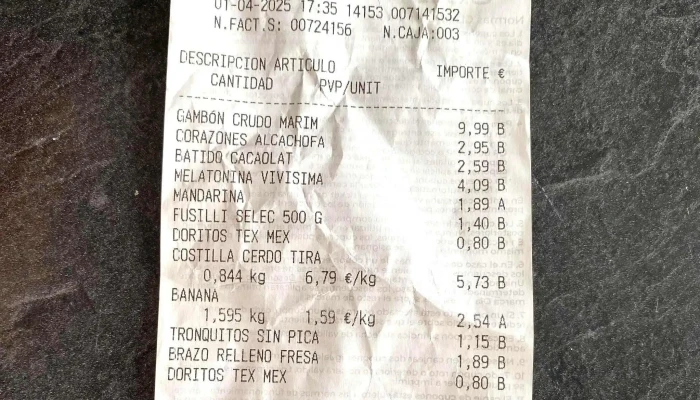 01-04-2025 17:35 14153 007141532
N.FACT.S: 00724156 N.CAJA:003
DESCRIPCION ARTICULO IMPORTE €
CANTIDAD PVP/UNIT
GAMBÓN CRUDO MARIM 9,99 B
CORAZONES ALCACHOFA 2,95 B
BATIDO CACAOLAT 2,59 B
MELATONINA VIVISIMA 4,09 B
MANDARINA 1,89 A
FUSILLI SELEC 500 G 1,40 B
DORITOS TEX MEX 0,80 B
COSTILLA CERDO TIRA
0,844 kg 6,79 €/kg 5,73 B
BANANA
1,595 kg 1,59 €/kg 2,54 A
TRONQUITOS SIN PICA 1,15 B
BRAZO RELLENO FRESA 1,89 B
DORITOS TEX MEX 0,80 B